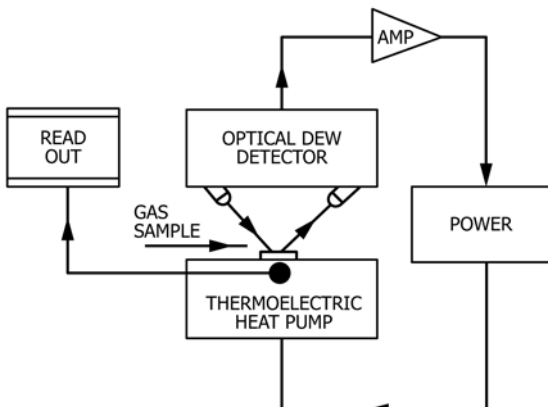 AMP
READ
OUT
OPTICAL DEW
DETECTOR
GAS
SAMPLE
POWER
THERMOELECTRIC
HEAT PUMP